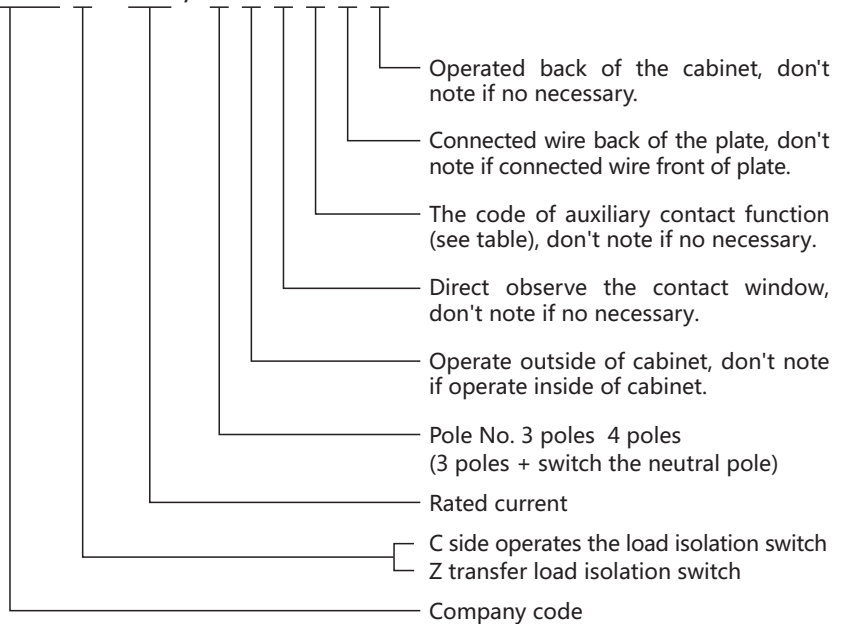 Operated back of the cabinet, don't
note if no necessary.
Connected wire back of the plate, don't
note if connected wire front of plate.
The code of auxiliary contact function
(see table), don't note if no necessary.
Direct observe the contact window,
don't note if no necessary.
Operate outside of cabinet, don't note
if operate inside of cabinet.
Pole No. 3 poles 4 poles
(3 poles + switch the neutral pole)
Rated current
C side operates the load isolation switch
Z transfer load isolation switch
Company code